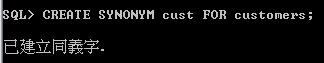 SQL> CREATE SYNONYM cust FOR customers;
已建立同義字.